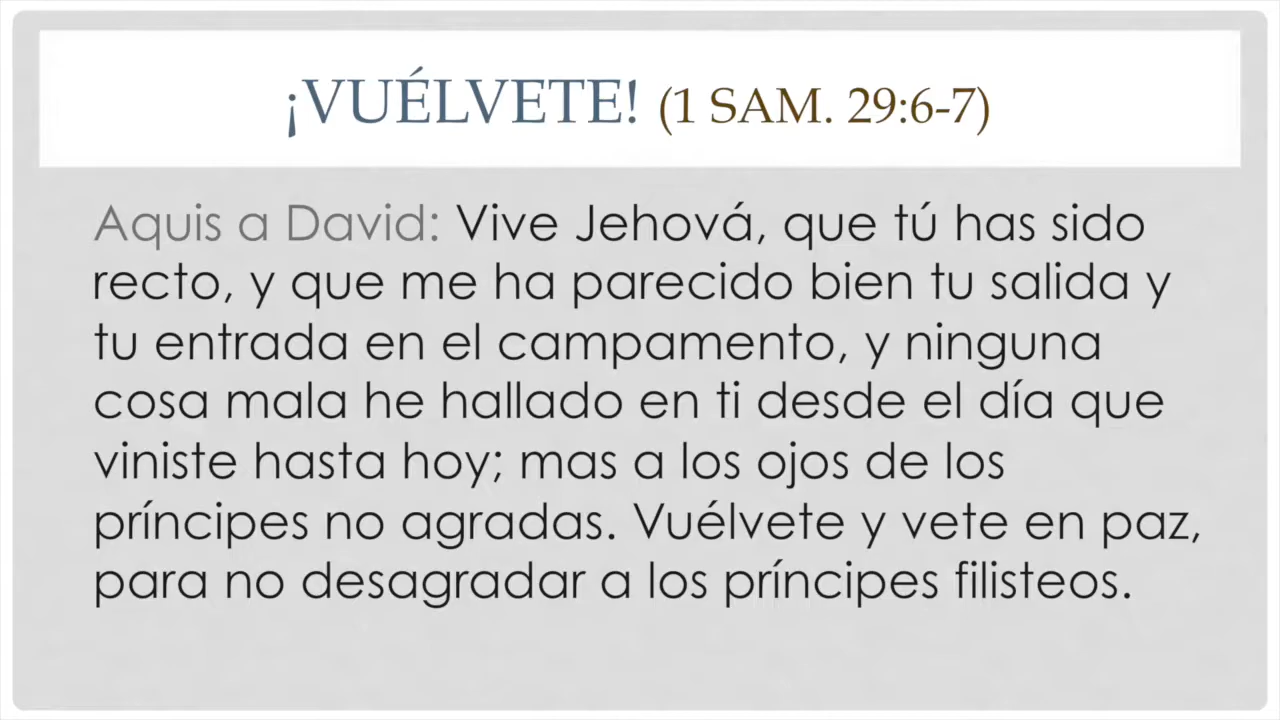 ¡VUÉLVETE! (1 SAM. 29:6-7)
Aquis a David: Vive Jehová, que tú has sido
recto, y que me ha parecido bien tu salida y
tu entrada en el campamento, y ninguna
cosa mala he hallado en ti desde el día que
viniste hasta hoy; mas a los ojos de los
príncipes no agradas. Vuélvete y vete en paz,
para no desagradar a los príncipes filisteos.